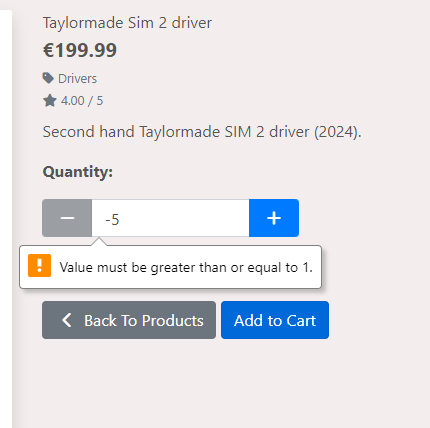 Taylormade Sim 2 driver
€199.99
Drivers
4.00 / 5
Second hand Taylormade SIM 2 driver (2024).
Quantity:
− -5 +
Value must be greater than or equal to 1.
Back To Products Add to Cart